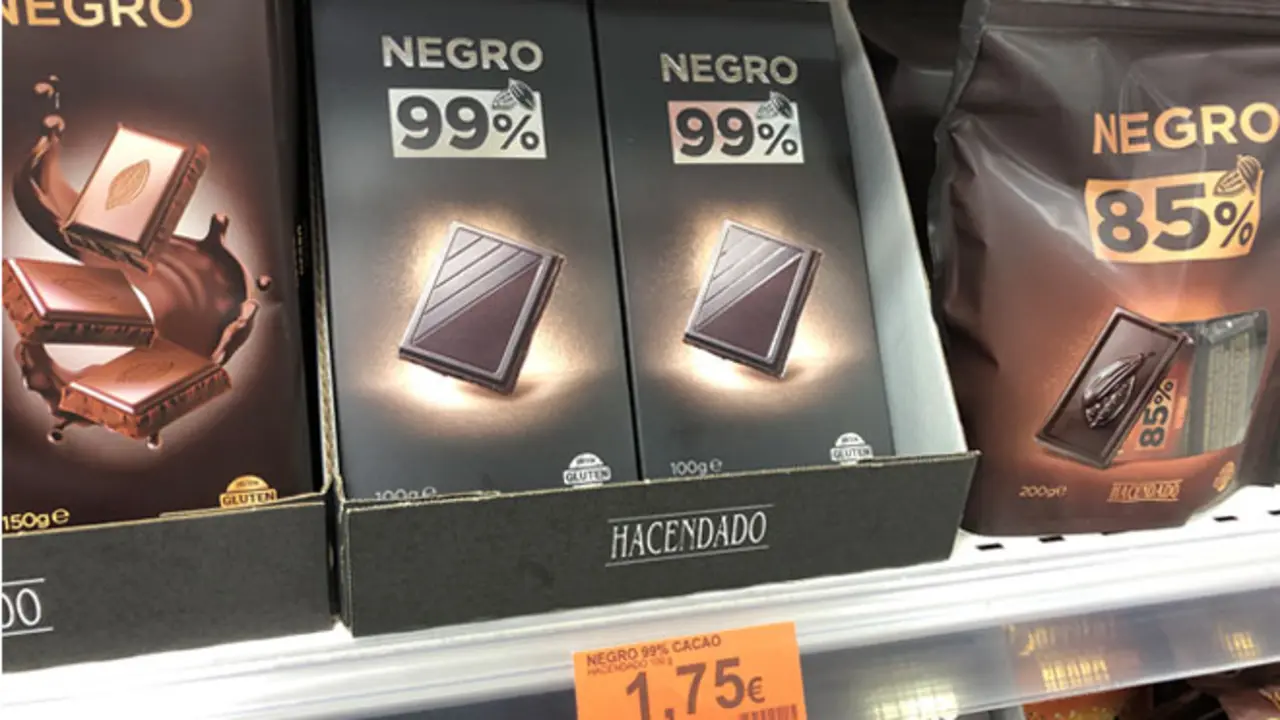 NEGRO
150g e
GLUTEN
DO
NEGRO
99%
100g e
GLUTEN
NEGRO
99%
100g e
GLUTEN
HACENDADO
NEGRO
85%
85%
200g e
HACENDADO
NEGRO 99% CACAO
HACENDADO 100 g
1,75€